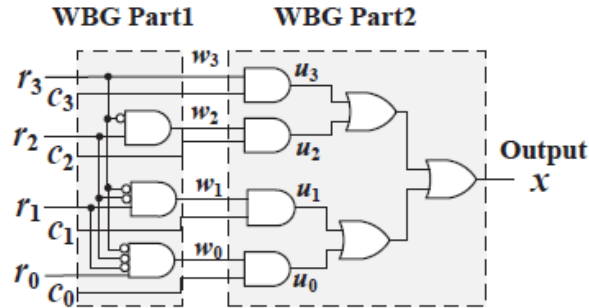 WBG Part1 WBG Part2
r3 w3 u3
c3
r2 w2 u2
c2
Output
x
r1 w1 u1
c1
r0 w0 u0
c0